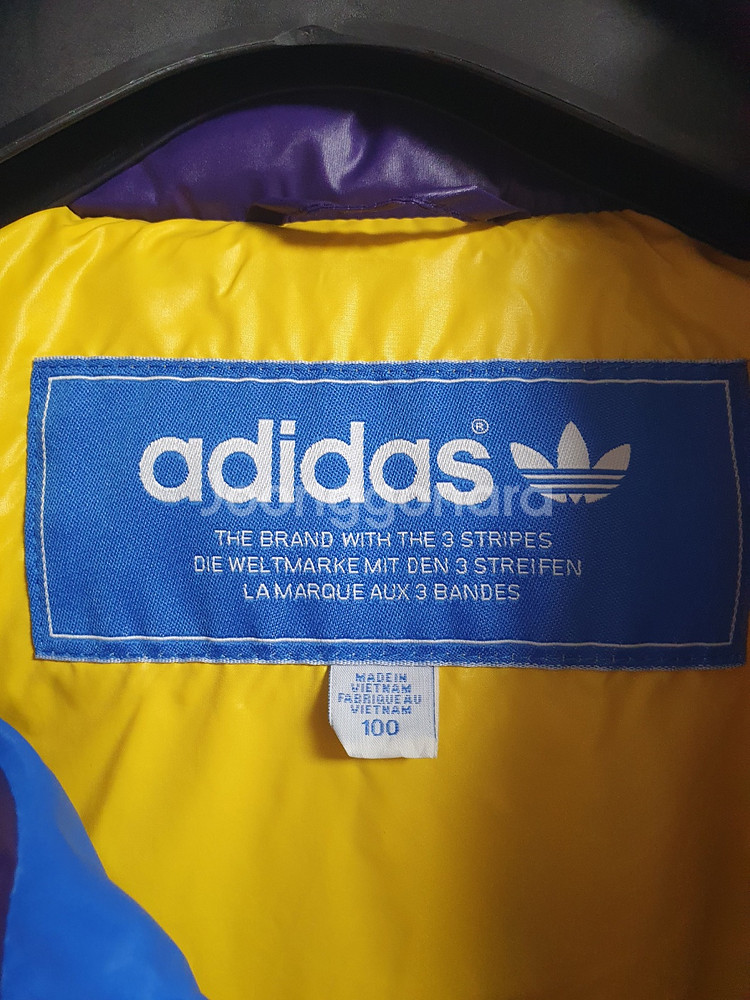 adidas®
joonggonara
THE BRAND WITH THE 3 STRIPES
DIE WELTMARKE MIT DEN 3 STREIFEN
LA MARQUE AUX 3 BANDES
MADE IN
VIETNAM
FABRIQUE AU
VIETNAM
100